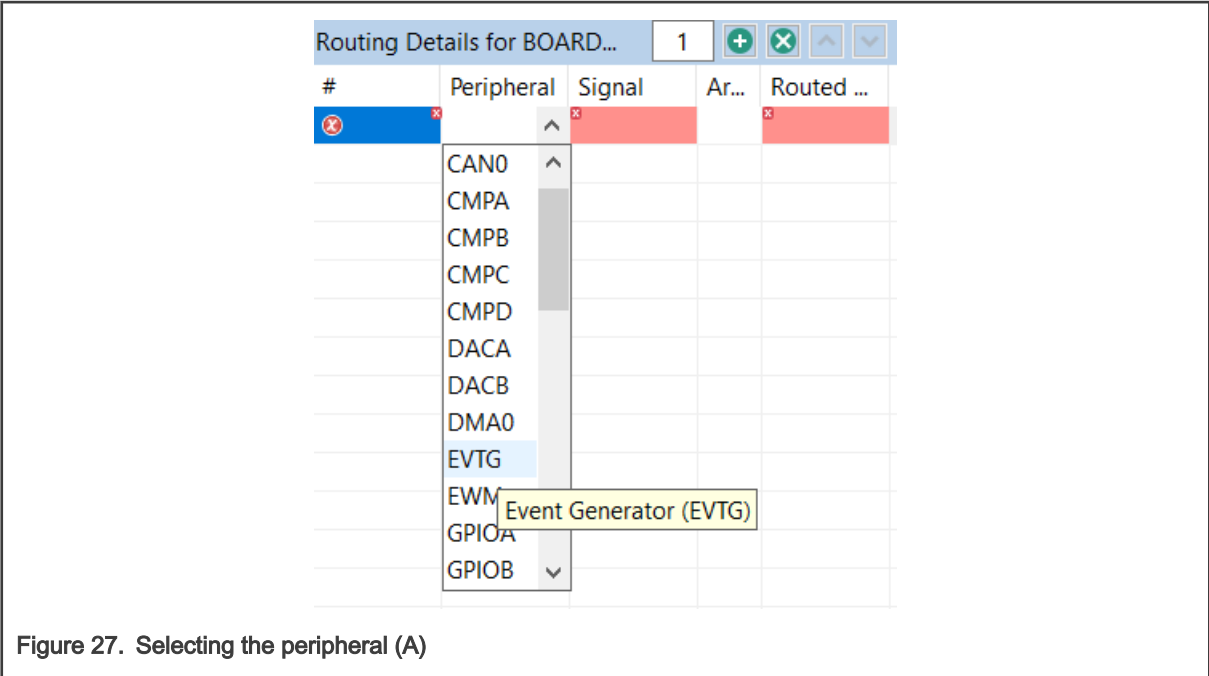 Routing Details for BOARD... 1
# Peripheral Signal Ar... Routed ...
CAN0
CMPA
CMPB
CMPC
CMPD
DACA
DACB
DMA0
EVTG
EWM
Event Generator (EVTG)
GPIOA
GPIOB
Figure 27. Selecting the peripheral (A)